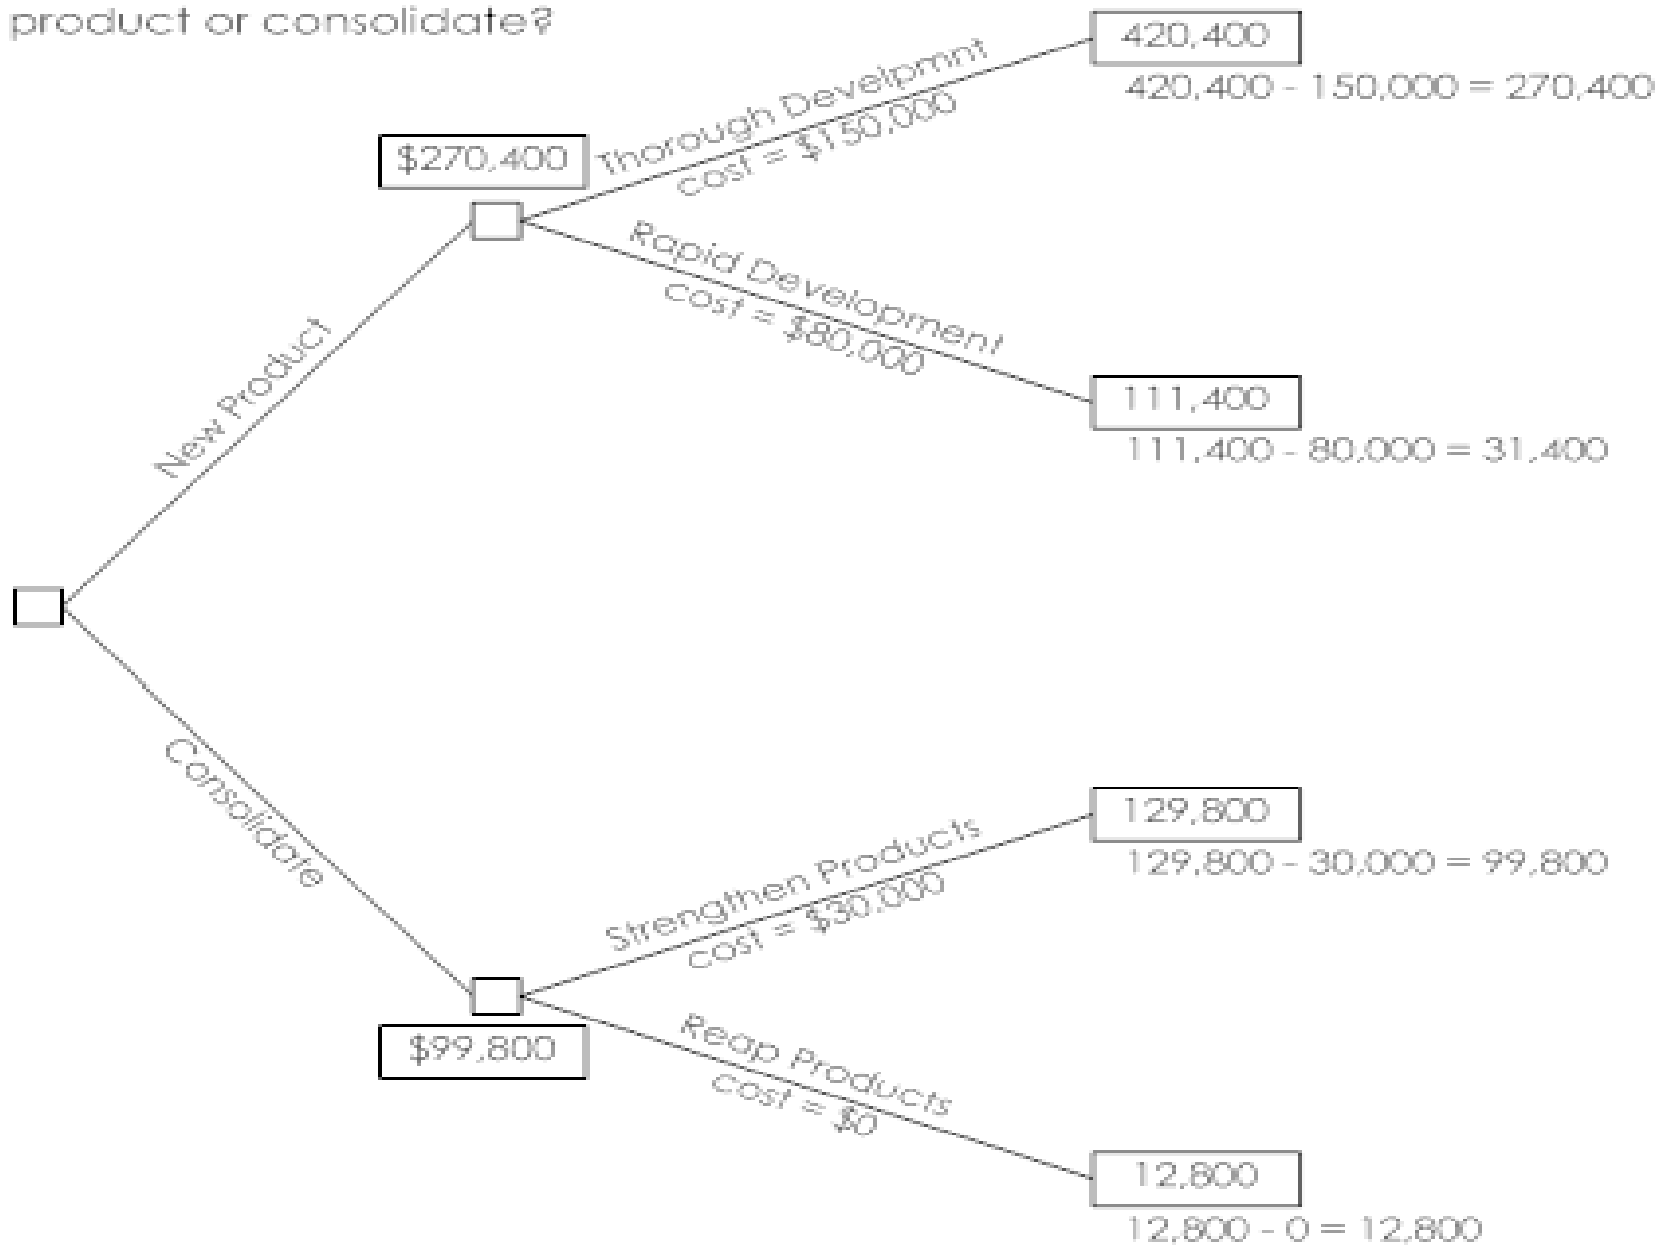 product or consolidate?
420,400
420,400 - 150,000 = 270,400
Thorough Develpmnt
cost = $150,000
$270,400
Rapid Development
cost = $80,000
New Product
111,400
111,400 - 80,000 = 31,400
Consolidate
129,800
129,800 - 30,000 = 99,800
Strengthen Products
cost = $30,000
$99,800
Reap Products
cost = $0
12,800
12,800 - 0 = 12,800